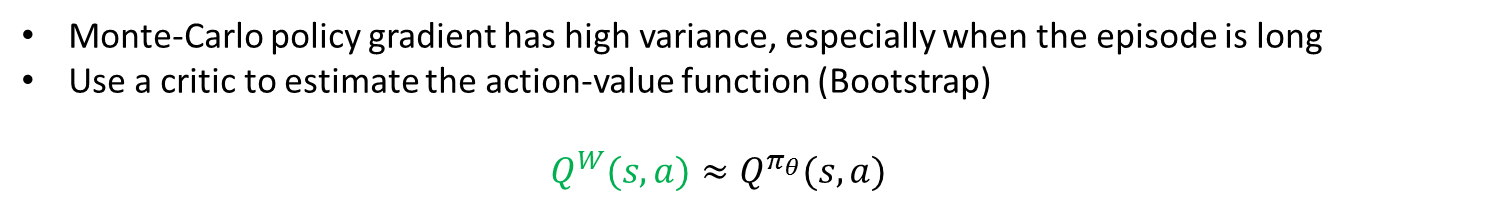 • Monte-Carlo policy gradient has high variance, especially when the episode is long
• Use a critic to estimate the action-value function (Bootstrap)
Q^W(s, a) ≈ Q^{π_θ}(s, a)